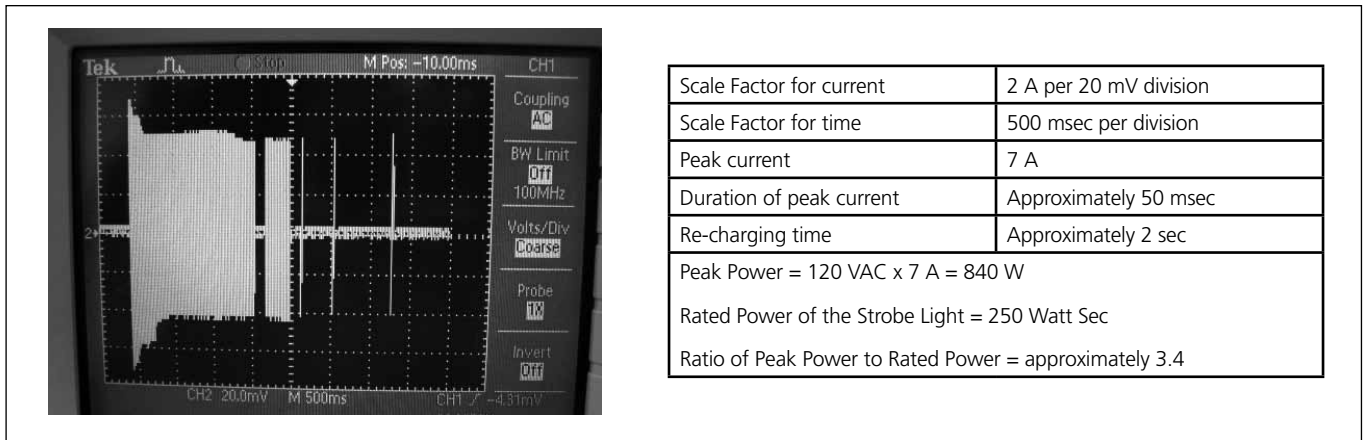 Tek Stop M Pos: -10.00ms CH1
Coupling
AC
BW Limit
Off
100MHz
2 Volts/Div
Coarse
Probe
1X
Invert
Off
CH2 20.0mV M 500ms CH1 -4.81mV
Scale Factor for current 2 A per 20 mV division
Scale Factor for time 500 msec per division
Peak current 7 A
Duration of peak current Approximately 50 msec
Re-charging time Approximately 2 sec
Peak Power = 120 VAC x 7 A = 840 W
Rated Power of the Strobe Light = 250 Watt Sec
Ratio of Peak Power to Rated Power = approximately 3.4